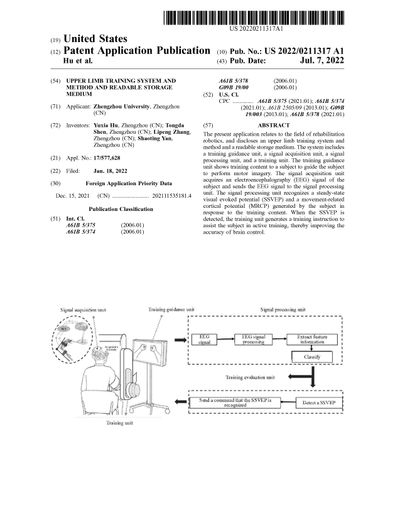 US 20220211317A1
(19) United States
(12) Patent Application Publication (10) Pub. No.: US 2022/0211317 A1
Hu et al. (43) Pub. Date: Jul. 7, 2022
(54) UPPER LIMB TRAINING SYSTEM AND
METHOD AND READABLE STORAGE
MEDIUM
(71) Applicant: Zhengzhou University, Zhengzhou
(CN)
(72) Inventors: Yuxia Hu, Zhengzhou (CN); Tongda
Shen, Zhengzhou (CN); Lipeng Zhang,
Zhengzhou (CN); Shaoting Yan,
Zhengzhou (CN)
(21) Appl. No.: 17/577,628
(22) Filed: Jan. 18, 2022
(30) Foreign Application Priority Data
Dec. 15, 2021 (CN) ......................... 202111535181.4
Publication Classification
(51) Int. Cl.
A61B 5/375 (2006.01)
A61B 5/374 (2006.01)
A61B 5/378 (2006.01)
G09B 19/00 (2006.01)
(52) U.S. Cl.
CPC .............. A61B 5/375 (2021.01); A61B 5/374
(2021.01); A61B 2505/09 (2013.01); G09B
19/003 (2013.01); A61B 5/378 (2021.01)
(57) ABSTRACT
The present application relates to the field of rehabilitation
robotics, and discloses an upper limb training system and
method and a readable storage medium. The system includes
a training guidance unit, a signal acquisition unit, a signal
processing unit, and a training unit. The training guidance
unit shows training content to a subject to guide the subject
to perform motor imagery. The signal acquisition unit
acquires an electroencephalography (EEG) signal of the
subject and sends the EEG signal to the signal processing
unit. The signal processing unit recognizes a steady-state
visual evoked potential (SSVEP) and a movement-related
cortical potential (MRCP) generated by the subject in
response to the training content. When the SSVEP is
detected, the training unit generates a training instruction to
assist the subject in active training, thereby improving the
accuracy of brain control.
Signal acquisition unit
Training guidance unit
Signal processing unit
EEG
signal
EEG signal
processing
Extract feature
information
Classify
Training evaluation unit
Send a command that the SSVEP is
recognized
Detect a SSVEP
Training unit